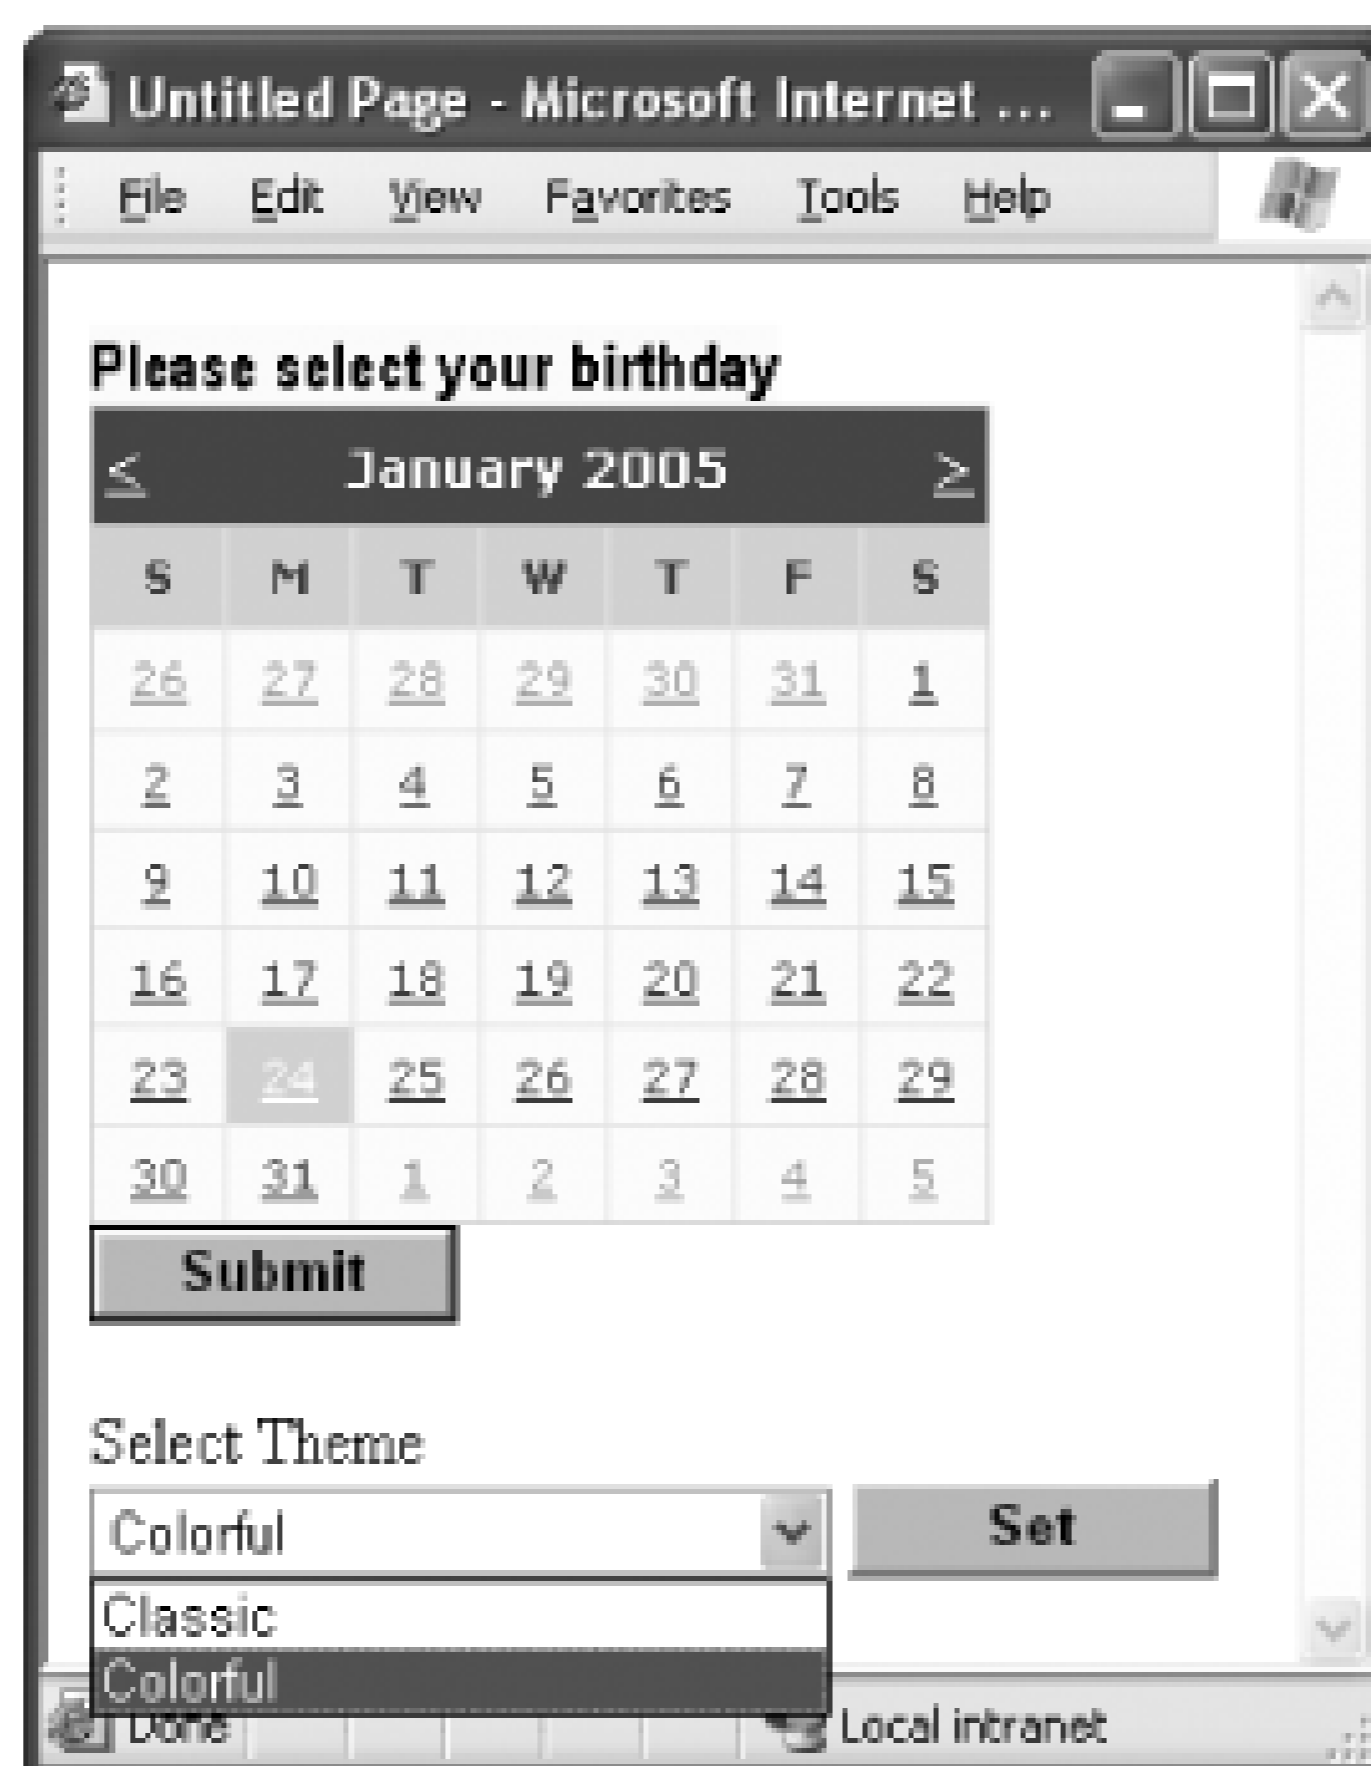 Untitled Page - Microsoft Internet ...
File Edit View Favorites Tools Help
Please select your birthday
< January 2005 >
S M T W T F S
26 27 28 29 30 31 1
2 3 4 5 6 7 8
9 10 11 12 13 14 15
16 17 18 19 20 21 22
23 24 25 26 27 28 29
30 31 1 2 3 4 5
Submit
Select Theme
Colorful Set
Classic
Colorful
Done Local intranet